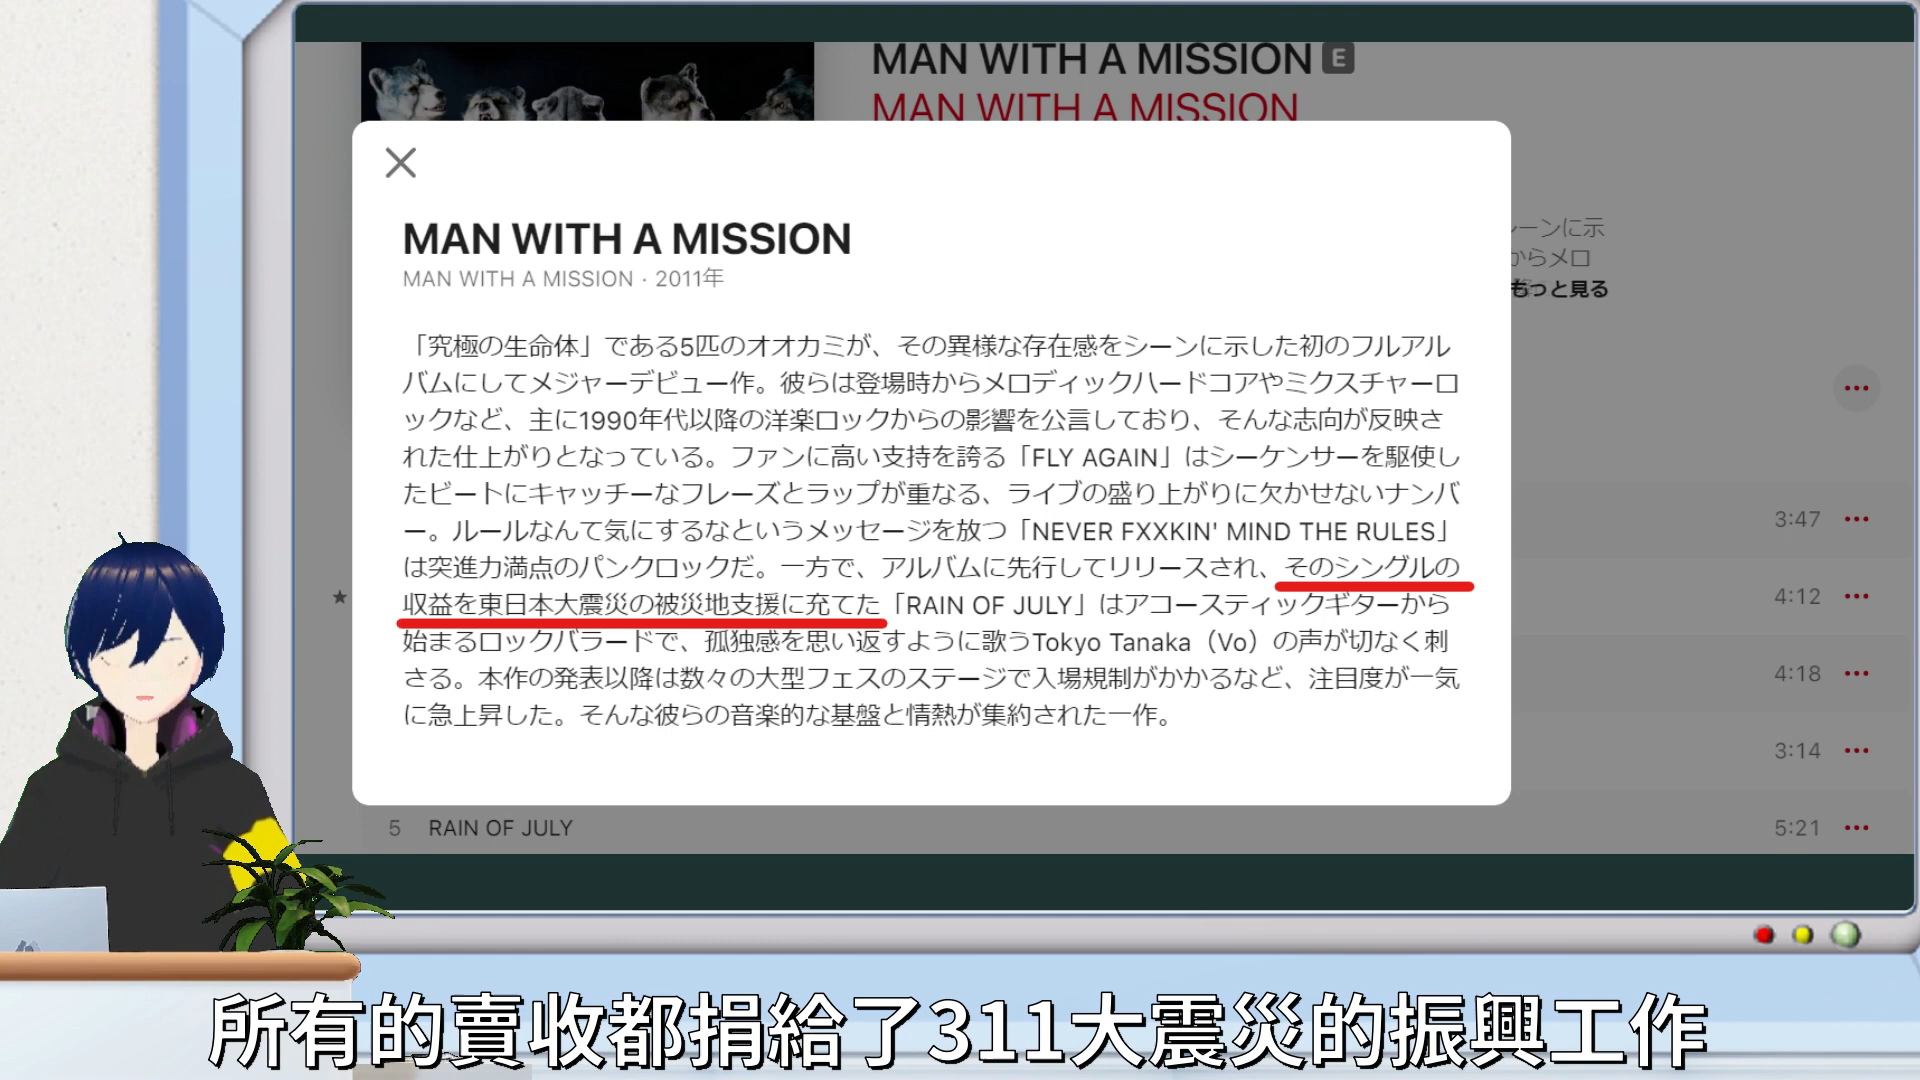 MAN WITH A MISSION E
MAN WITH A MISSION
MAN WITH A MISSION
MAN WITH A MISSION · 2011年
「究極の生命体」である5匹のオオカミが、その異様な存在感をシーンに示した初のフルアル
バムにしてメジャーデビュー作。彼らは登場時からメロディックハードコアやミクスチャーロ
ックなど、主に1990年代以降の洋楽ロックからの影響を公言しており、そんな志向が反映さ
れた仕上がりとなっている。ファンに高い支持を誇る「FLY AGAIN」はシーケンサーを駆使し
たビートにキャッチーなフレーズとラップが重なる、ライブの盛り上がりに欠かせないナンバ
ー。ルールなんて気にするなというメッセージを放つ「NEVER FXXKIN' MIND THE RULES」
は突進力満点のパンクロックだ。一方で、アルバムに先行してリリースされ、そのシングルの
収益を東日本大震災の被災地支援に充てた「RAIN OF JULY」はアコースティックギターから
始まるロックバラードで、孤独感を思い返すように歌うTokyo Tanaka（Vo）の声が切なく刺
さる。本作の発表以降は数々の大型フェスのステージで入場規制がかかるなど、注目度が一気
に急上昇した。そんな彼らの音楽的な基盤と情熱が集約された一作。
ーンに示
からメロ
もっと見る
3:47
4:12
4:18
3:14
5 RAIN OF JULY 5:21
所有的賣收都捐給了311大震災的振興工作